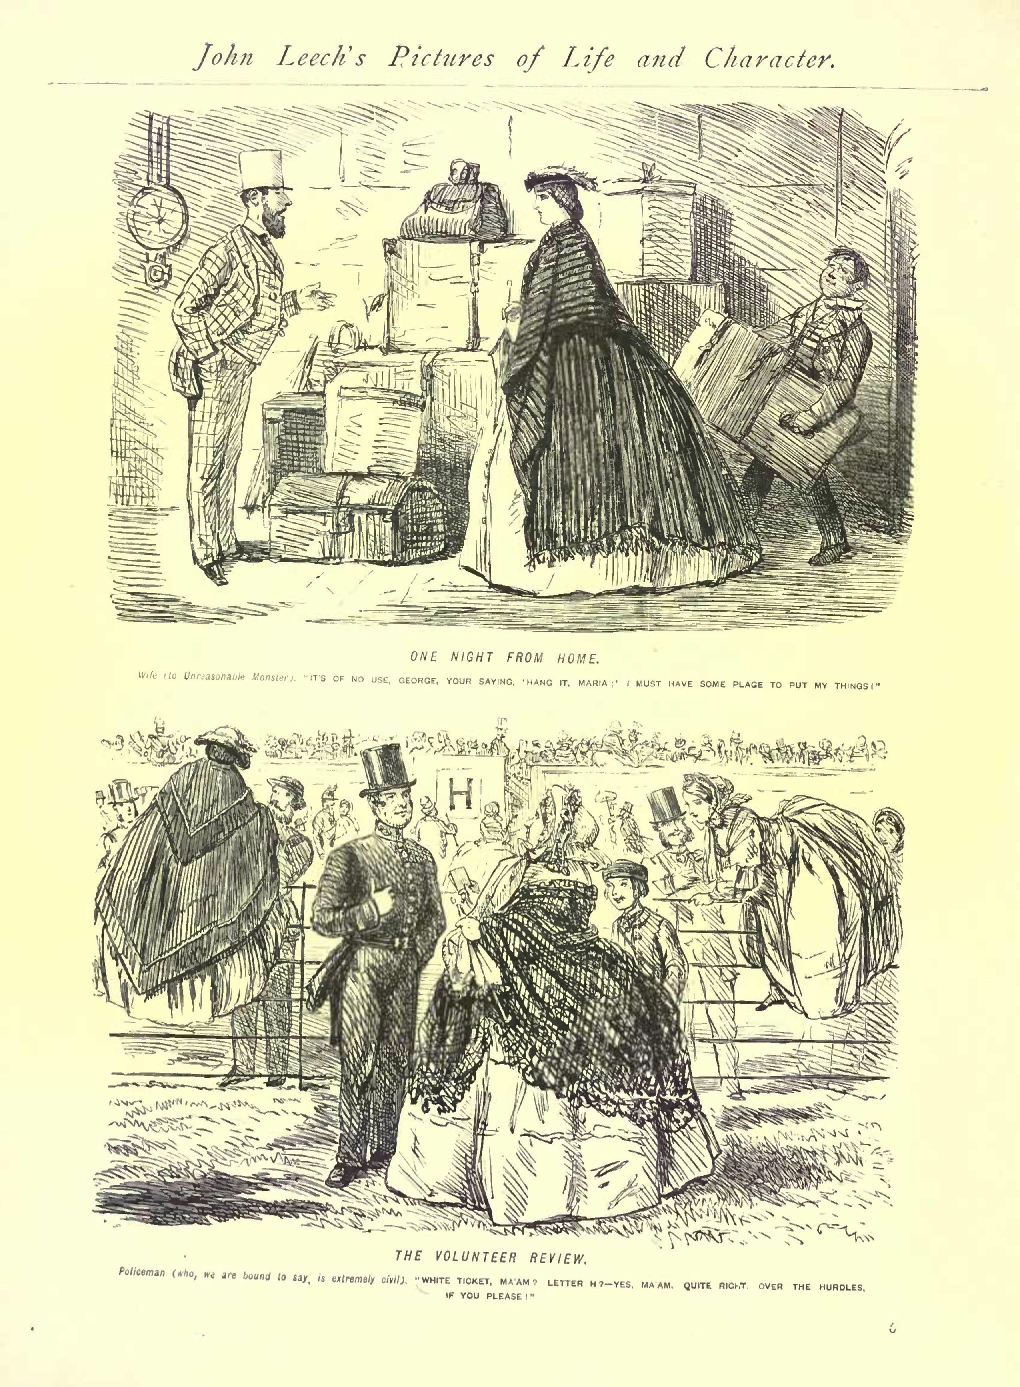 John Leech's Pictures of Life and Character.
ONE NIGHT FROM HOME.
Wife (to Unreasonable Monster). "IT'S OF NO USE, GEORGE, YOUR SAYING, 'HANG IT, MARIA;' I MUST HAVE SOME PLACE TO PUT MY THINGS!"
H
THE VOLUNTEER REVIEW.
Policeman (who, we are bound to say, is extremely civil). "WHITE TICKET, MA'AM? LETTER H?—YES, MA'AM. QUITE RIGHT. OVER THE HURDLES,
IF YOU PLEASE!"